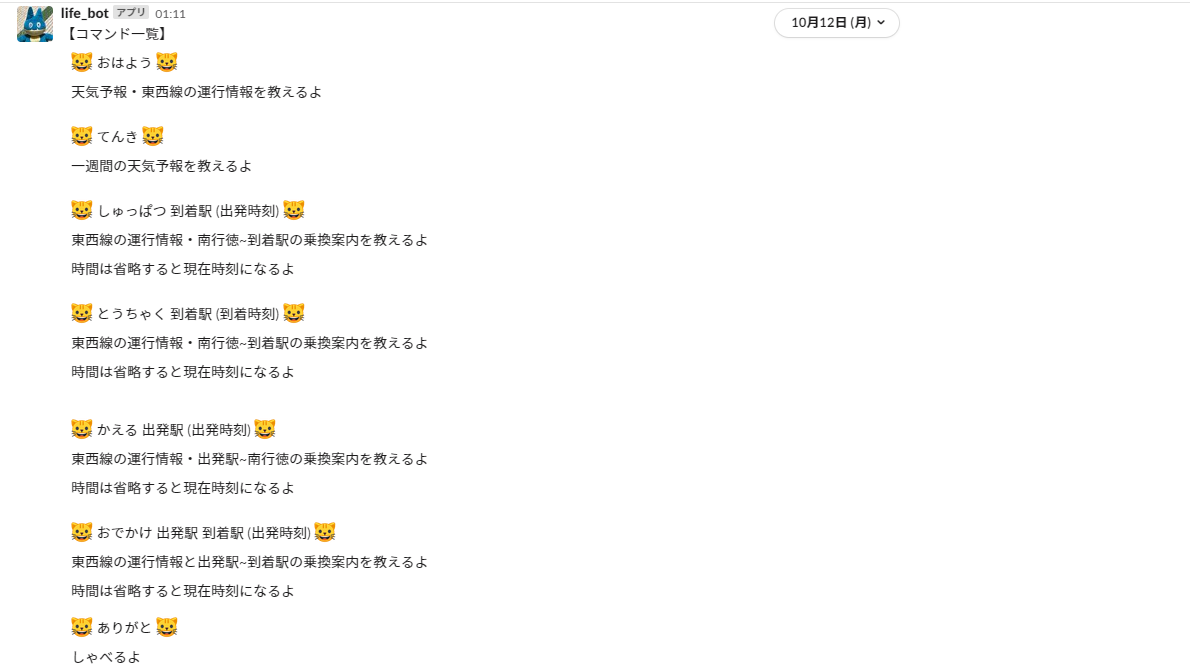 life_bot アプリ 01:11
10月12日 (月)
【コマンド一覧】
おはよう
天気予報・東西線の運行情報を教えるよ
てんき
一週間の天気予報を教えるよ
しゅっぱつ 到着駅 (出発時刻)
東西線の運行情報・南行徳~到着駅の乗換案内を教えるよ
時間は省略すると現在時刻になるよ
とうちゃく 到着駅 (到着時刻)
東西線の運行情報・南行徳~到着駅の乗換案内を教えるよ
時間は省略すると現在時刻になるよ
かえる 出発駅 (出発時刻)
東西線の運行情報・出発駅~南行徳の乗換案内を教えるよ
時間は省略すると現在時刻になるよ
おでかけ 出発駅 到着駅 (出発時刻)
東西線の運行情報と出発駅~到着駅の乗換案内を教えるよ
時間は省略すると現在時刻になるよ
ありがと
しゃべるよ